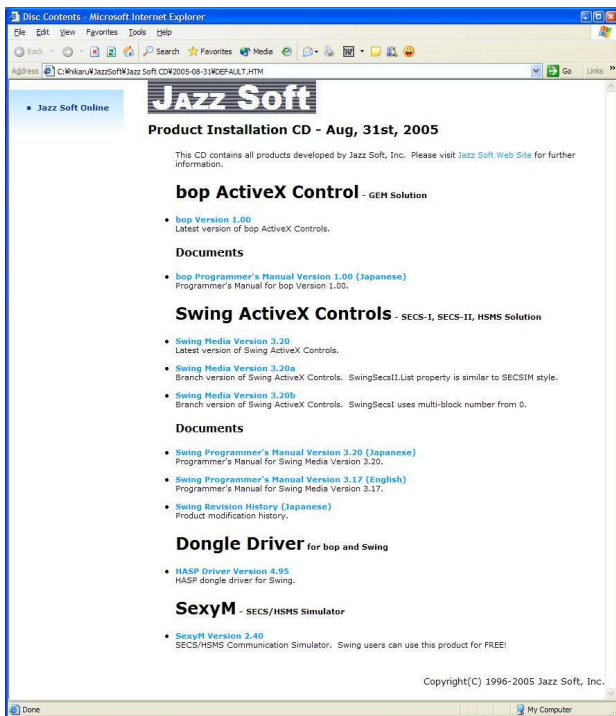 Disc Contents - Microsoft Internet Explorer
File Edit View Favorites Tools Help
Back Search Favorites Media
Address C:¥hikaru¥JazzSoft¥Jazz Soft CD¥2005-08-31¥DEFAULT.HTM Go Links »
Jazz Soft Online
JAZZ SOFT
Product Installation CD - Aug, 31st, 2005
This CD contains all products developed by Jazz Soft, Inc. Please visit Jazz Soft Web Site for further
information.
bop ActiveX Control - GEM Solution
bop Version 1.00
Latest version of bop ActiveX Controls.
Documents
bop Programmer's Manual Version 1.00 (Japanese)
Programmer's Manual for bop Version 1.00.
Swing ActiveX Controls - SECS-I, SECS-II, HSMS Solution
Swing Media Version 3.20
Latest version of Swing ActiveX Controls.
Swing Media Version 3.20a
Branch version of Swing ActiveX Controls. SwingSecsII.List property is similar to SECSIM style.
Swing Media Version 3.20b
Branch version of Swing ActiveX Controls. SwingSecsI uses multi-block number from 0.
Documents
Swing Programmer's Manual Version 3.20 (Japanese)
Programmer's Manual for Swing Media Version 3.20.
Swing Programmer's Manual Version 3.17 (English)
Programmer's Manual for Swing Media Version 3.17.
Swing Revision History (Japanese)
Product modification history.
Dongle Driver for bop and Swing
HASP Driver Version 4.95
HASP dongle driver for Swing.
SexyM - SECS/HSMS Simulator
SexyM Version 2.40
SECS/HSMS Communication Simulator. Swing users can use this product for FREE!
Copyright(C) 1996-2005 Jazz Soft, Inc.
Done My Computer